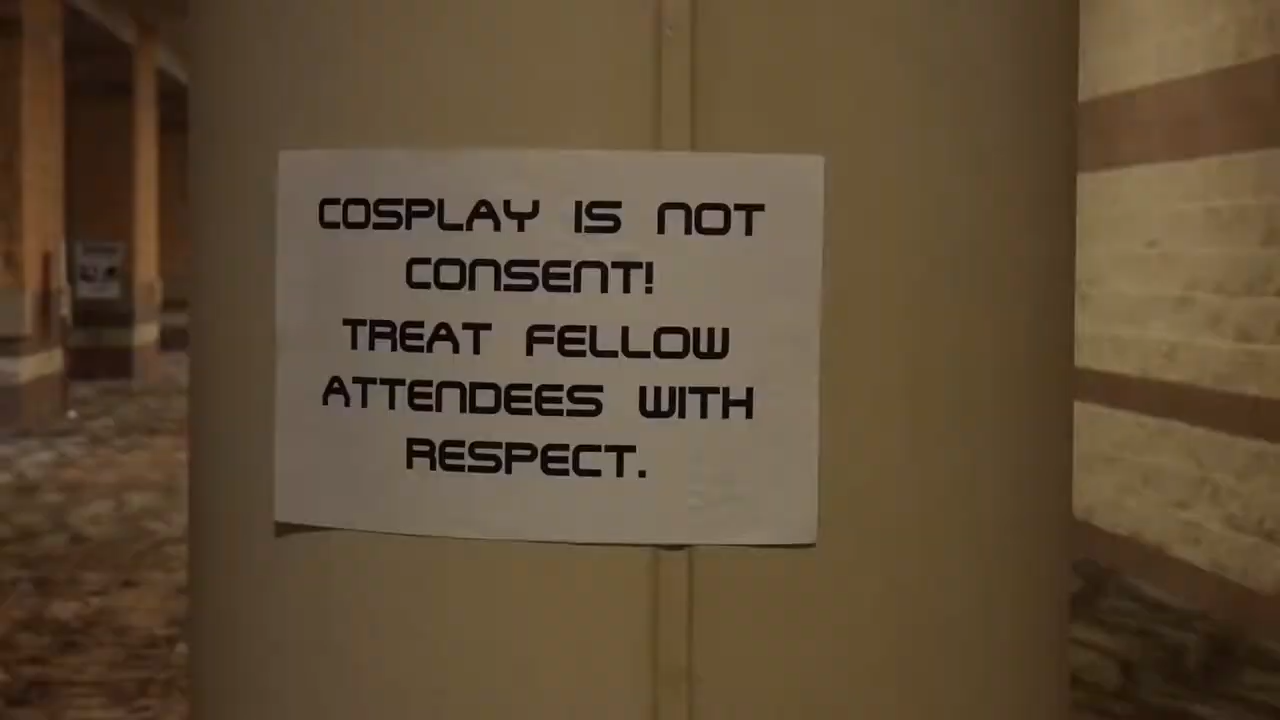 COSPLAY IS NOT
CONSENT!
TREAT FELLOW
ATTENDEES WITH
RESPECT.